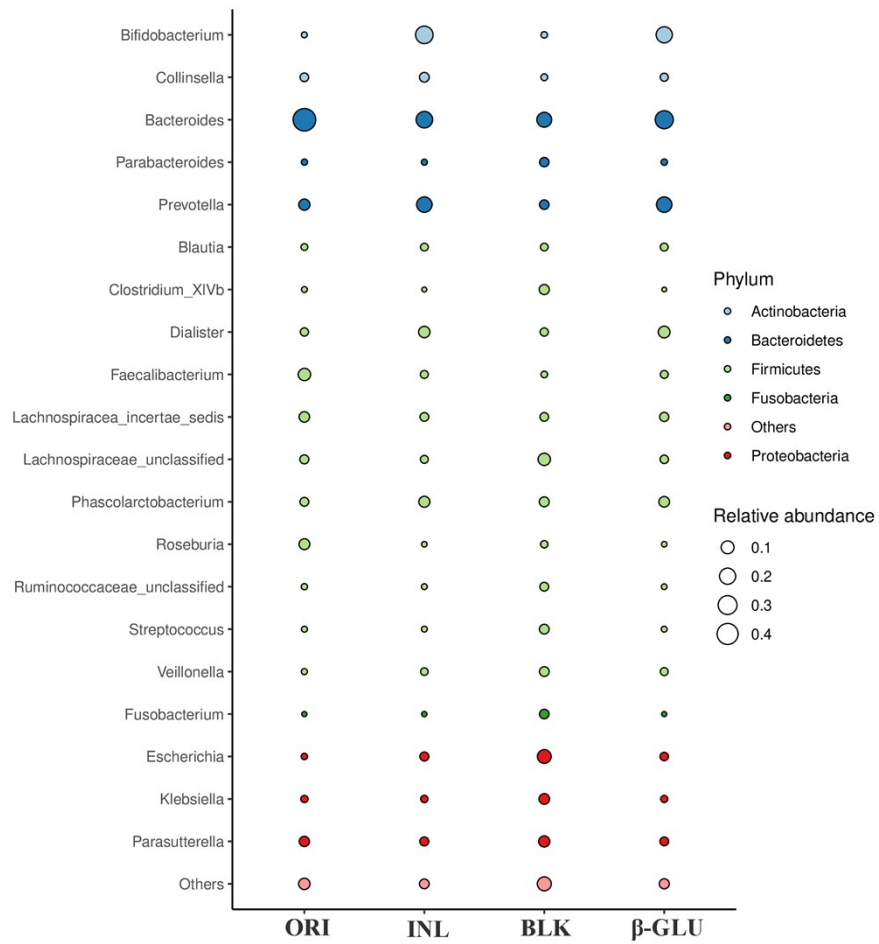 Bifidobacterium
Collinsella
Bacteroides
Parabacteroides
Prevotella
Blautia
Clostridium_XIVb
Dialister
Faecalibacterium
Lachnospiracea_incertae_sedis
Lachnospiraceae_unclassified
Phascolarctobacterium
Roseburia
Ruminococcaceae_unclassified
Streptococcus
Veillonella
Fusobacterium
Escherichia
Klebsiella
Parasutterella
Others
ORI INL BLK β-GLU
Phylum
Actinobacteria
Bacteroidetes
Firmicutes
Fusobacteria
Others
Proteobacteria
Relative abundance
0.1
0.2
0.3
0.4